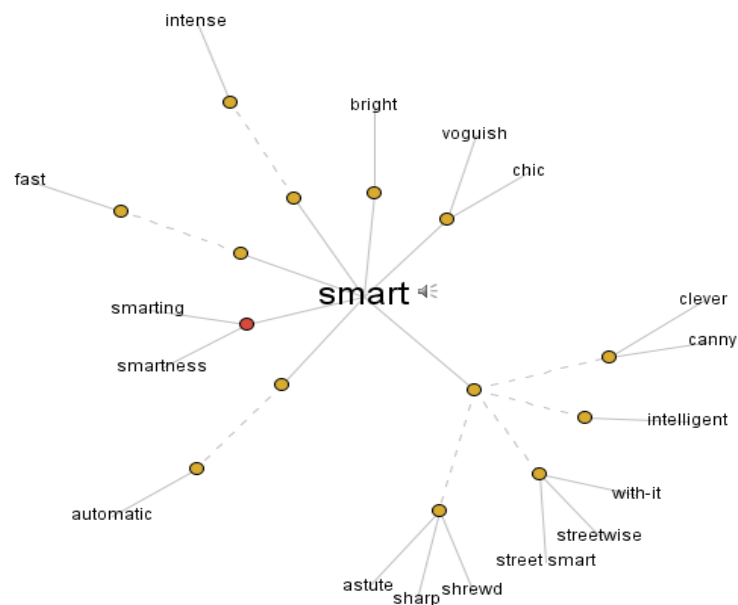 intense
bright
voguish
chic
fast
smart
smarting
clever
canny
smartness
intelligent
with-it
automatic
streetwise
street smart
astute
shrewd
sharp